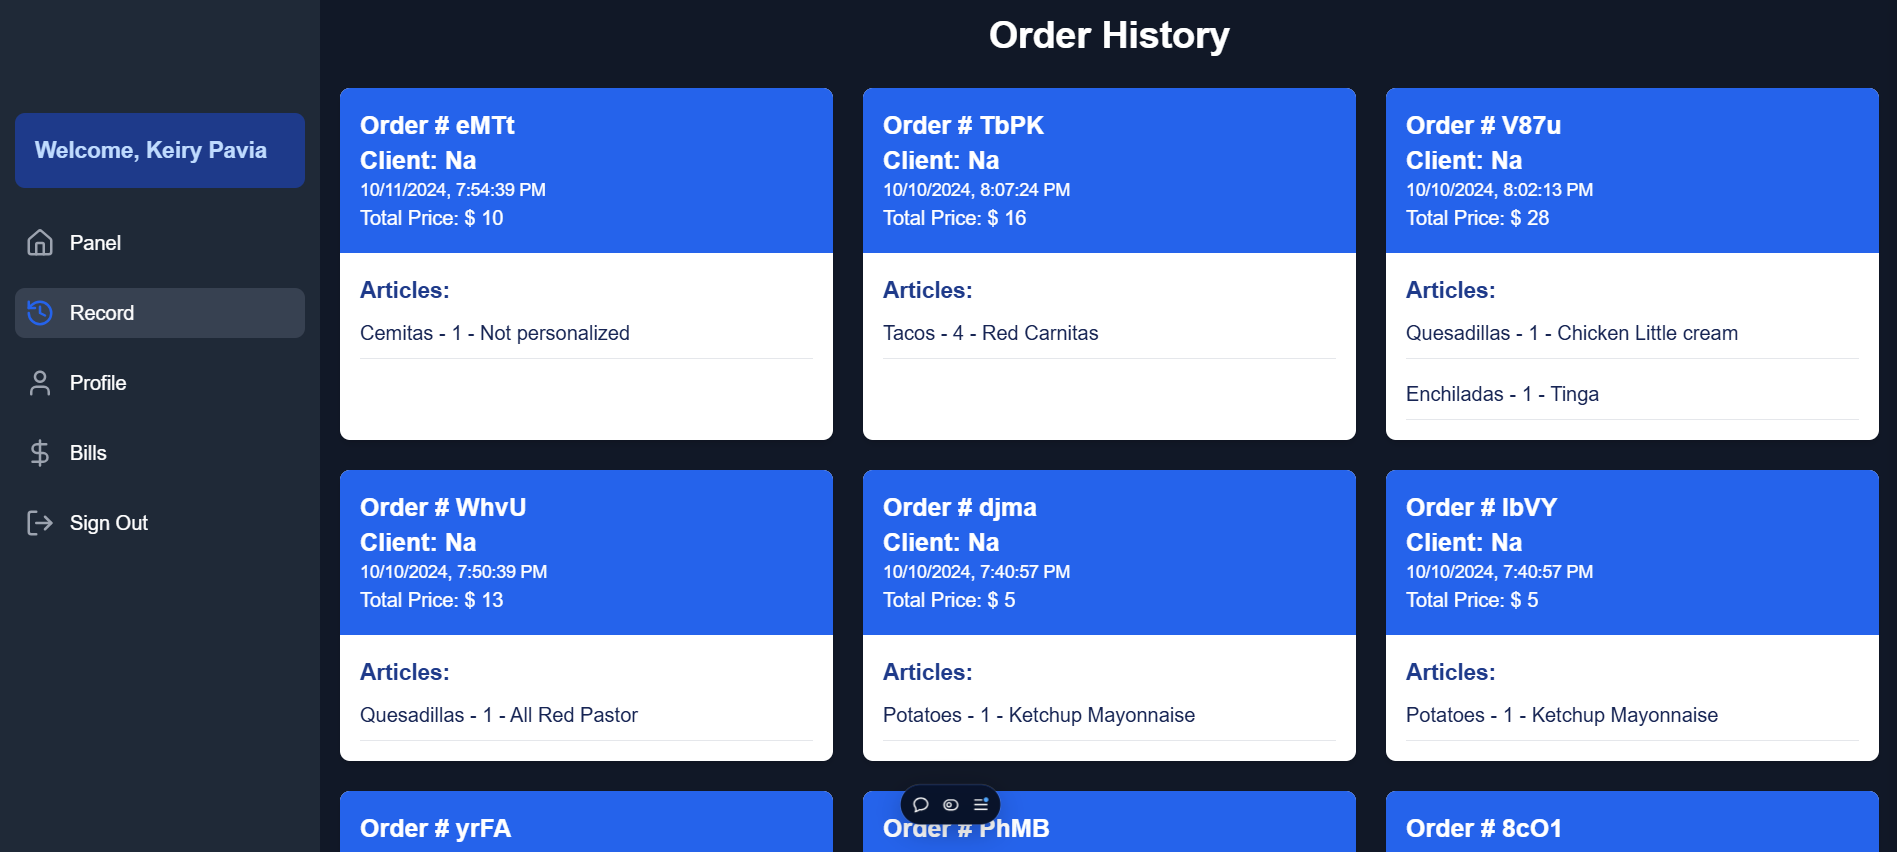 Order History
Welcome, Keiry Pavia
Panel
Record
Profile
Bills
Sign Out
Order # eMTt
Client: Na
10/11/2024, 7:54:39 PM
Total Price: $ 10
Articles:
Cemitas - 1 - Not personalized
Order # TbPK
Client: Na
10/10/2024, 8:07:24 PM
Total Price: $ 16
Articles:
Tacos - 4 - Red Carnitas
Order # V87u
Client: Na
10/10/2024, 8:02:13 PM
Total Price: $ 28
Articles:
Quesadillas - 1 - Chicken Little cream
Enchiladas - 1 - Tinga
Order # WhvU
Client: Na
10/10/2024, 7:50:39 PM
Total Price: $ 13
Articles:
Quesadillas - 1 - All Red Pastor
Order # djma
Client: Na
10/10/2024, 7:40:57 PM
Total Price: $ 5
Articles:
Potatoes - 1 - Ketchup Mayonnaise
Order # lbVY
Client: Na
10/10/2024, 7:40:57 PM
Total Price: $ 5
Articles:
Potatoes - 1 - Ketchup Mayonnaise
Order # yrFA
Order # PhMB
Order # 8cO1